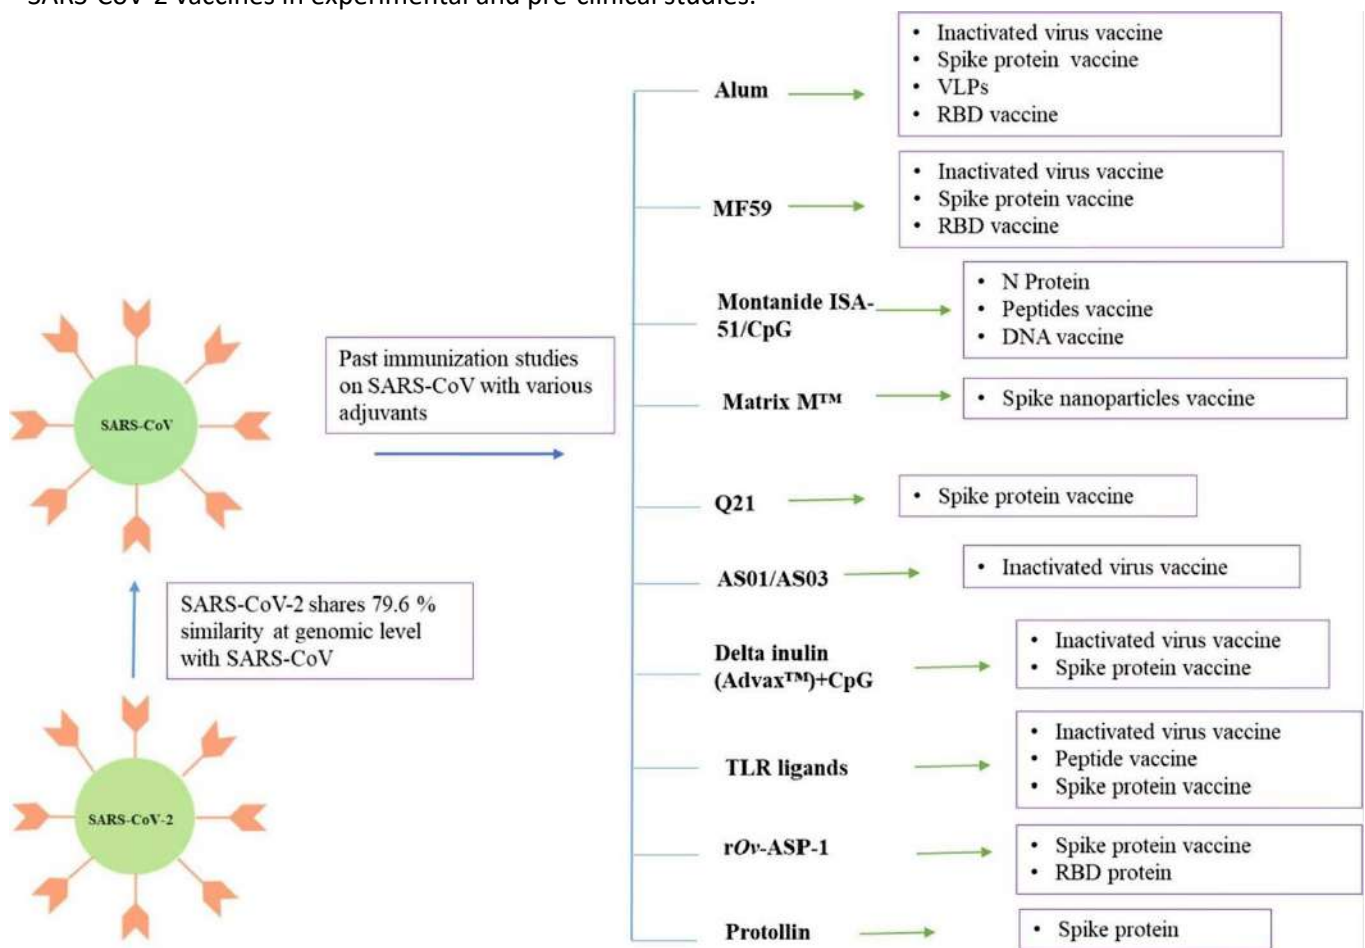 SARS-CoV-2 vaccines in experimental and pre-clinical studies.
Alum
• Inactivated virus vaccine
• Spike protein vaccine
• VLPs
• RBD vaccine
MF59
• Inactivated virus vaccine
• Spike protein vaccine
• RBD vaccine
Montanide ISA-
51/CpG
• N Protein
• Peptides vaccine
• DNA vaccine
Matrix M™
• Spike nanoparticles vaccine
Q21
• Spike protein vaccine
AS01/AS03
• Inactivated virus vaccine
Delta inulin
(Advax™)+CpG
• Inactivated virus vaccine
• Spike protein vaccine
TLR ligands
• Inactivated virus vaccine
• Peptide vaccine
• Spike protein vaccine
rOv-ASP-1
• Spike protein vaccine
• RBD protein
Protollin
• Spike protein
Past immunization studies
on SARS-CoV with various
adjuvants
SARS-CoV
SARS-CoV-2 shares 79.6 %
similarity at genomic level
with SARS-CoV
SARS-CoV-2